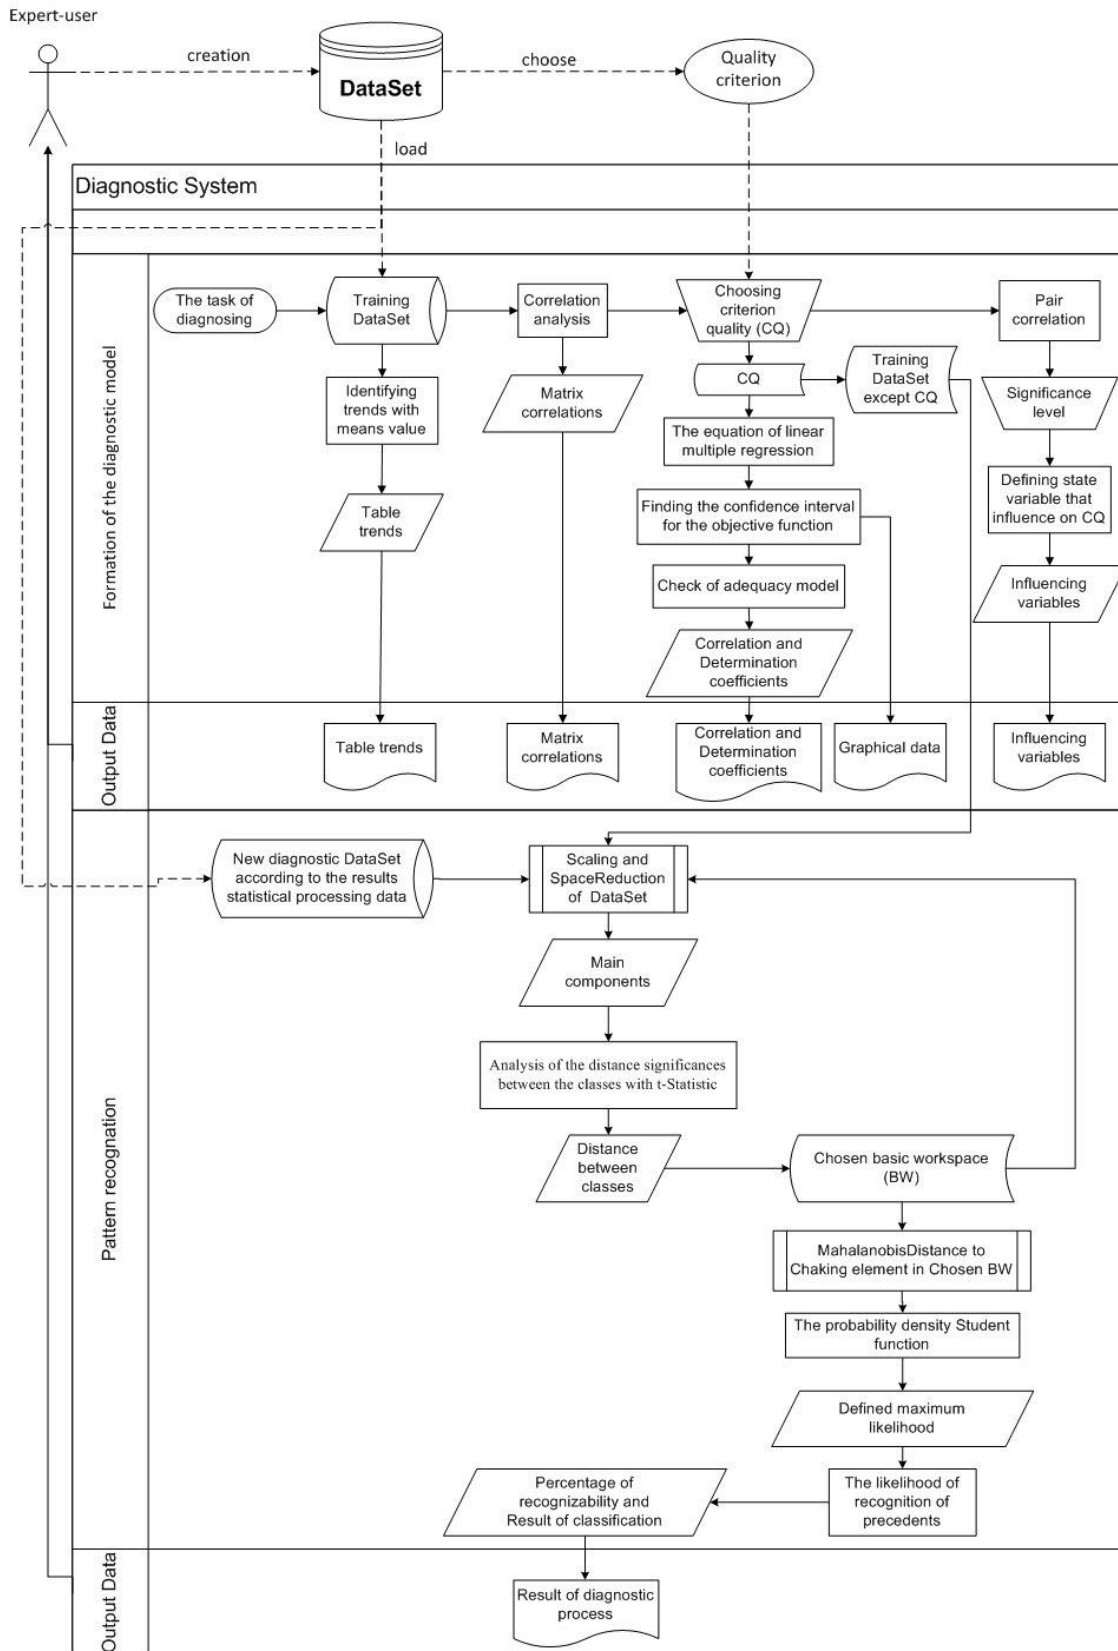 Expert-user
creation
DataSet
choose
Quality
criterion
load
Diagnostic System
Formation of the diagnostic model
The task of
diagnosing
Training
DataSet
Correlation
analysis
Choosing
criterion
quality (CQ)
Pair
correlation
Identifying
trends with
means value
Matrix
correlations
CQ
Training
DataSet
except CQ
Significance
level
The equation of linear
multiple regression
Table
trends
Finding the confidence interval
for the objective function
Defining state
variable that
influence on CQ
Check of adequacy model
Influencing
variables
Correlation and
Determination
coefficients
Output Data
Table trends
Matrix
correlations
Correlation and
Determination
coefficients
Graphical data
Influencing
variables
Pattern recognation
New diagnostic DataSet
according to the results
statistical processing data
Scaling and
SpaceReduction
of DataSet
Main
components
Analysis of the distance significances
between the classes with t-Statistic
Distance
between
classes
Chosen basic workspace
(BW)
MahalanobisDistance to
Chaking element in Chosen BW
The probability density Student
function
Defined maximum
likelihood
The likelihood of
recognition of
precedents
Percentage of
recognizability and
Result of classification
Output Data
Result of diagnostic
process